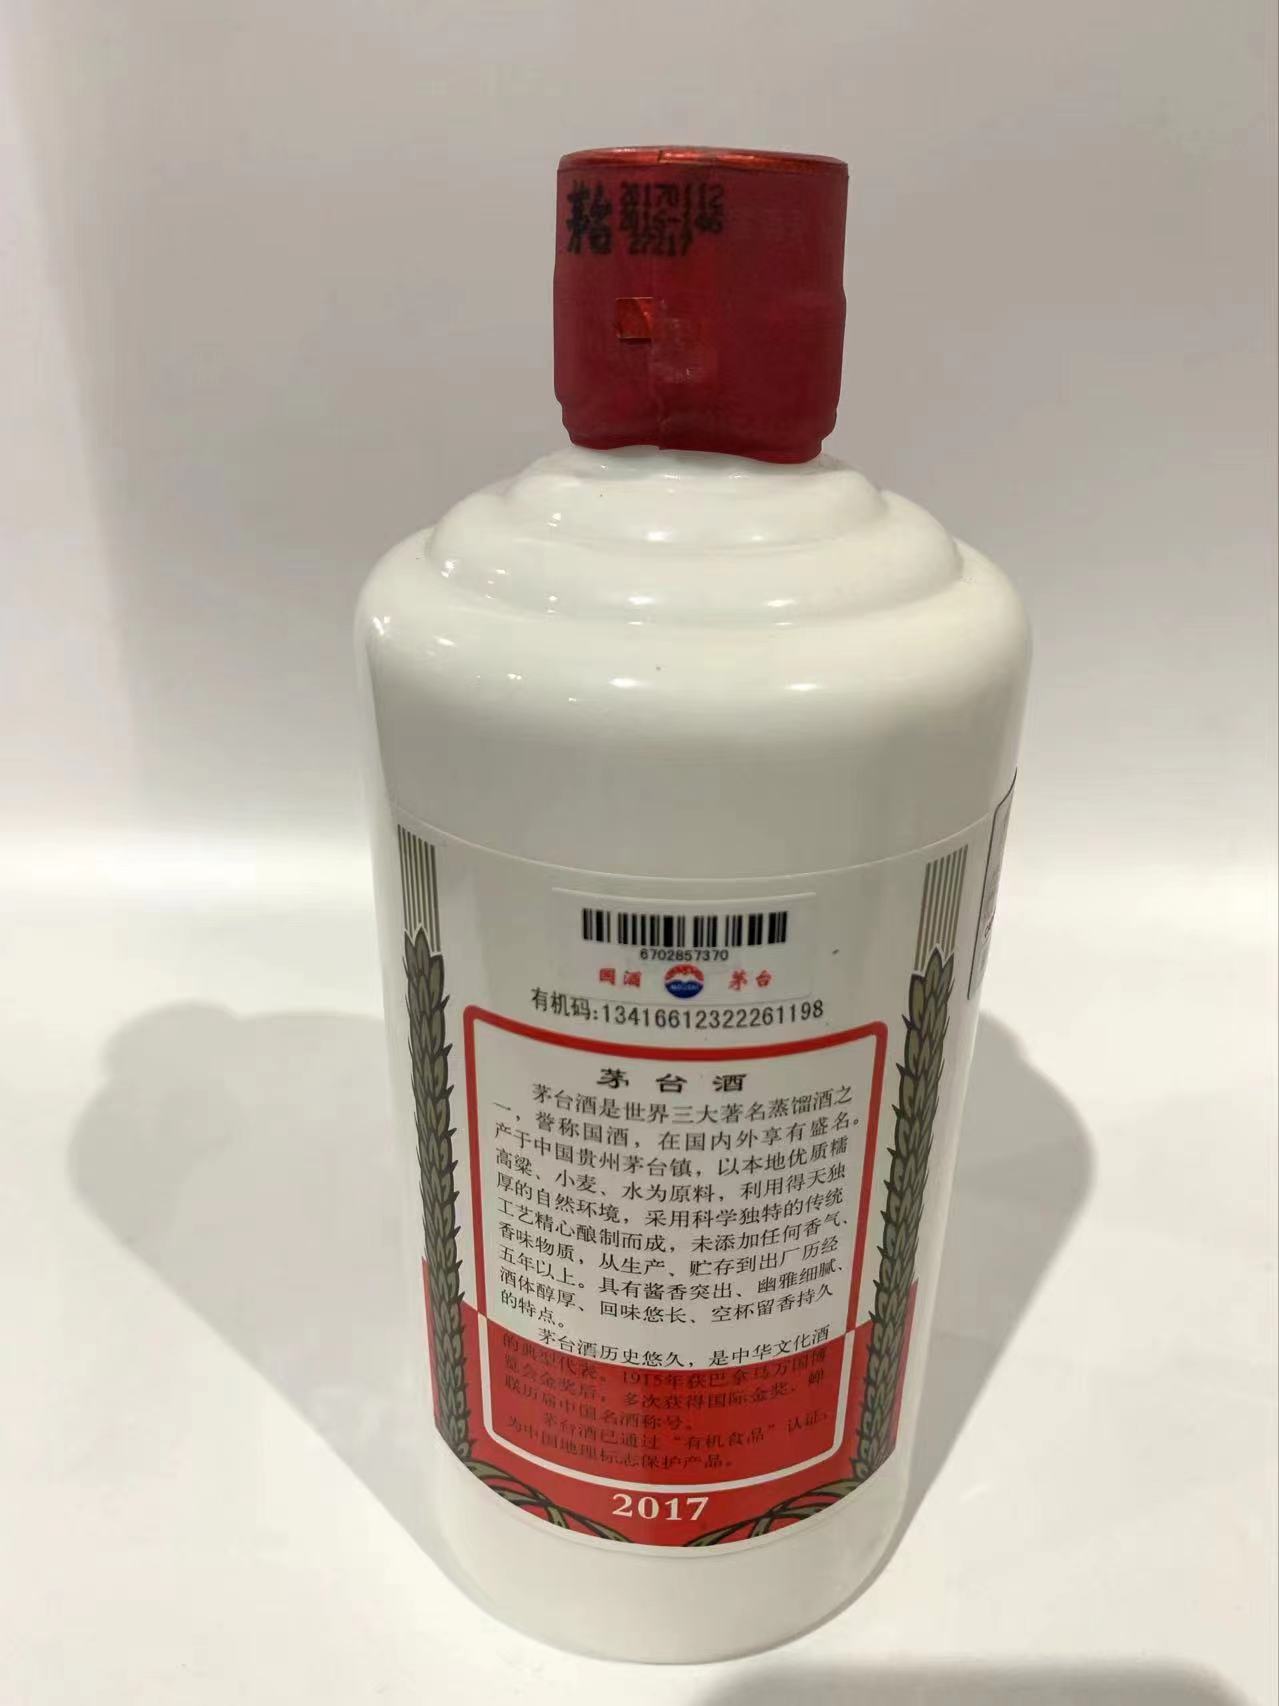 茅台 20170112
2016-146
27217
6702857370
国酒 MOUTAI 茅台
有机码:13416612322261198
茅台酒
茅台酒是世界三大著名蒸馏酒之
一，誉称国酒，在国内外享有盛名。
产于中国贵州茅台镇，以本地优质糯
高粱、小麦、水为原料，利用得天独
厚的自然环境，采用科学独特的传统
工艺精心酿制而成，未添加任何香气、
香味物质，从生产、贮存到出厂历经
五年以上。具有酱香突出、幽雅细腻、
酒体醇厚、回味悠长、空杯留香持久
的特点。
茅台酒历史悠久，是中华文化酒
的典型代表。1915年获巴拿马万国博
览会金奖后，多次获得国际金奖，蝉
联历届中国名酒称号。
茅台酒已通过“有机食品”认证，
为中国地理标志保护产品。
2017